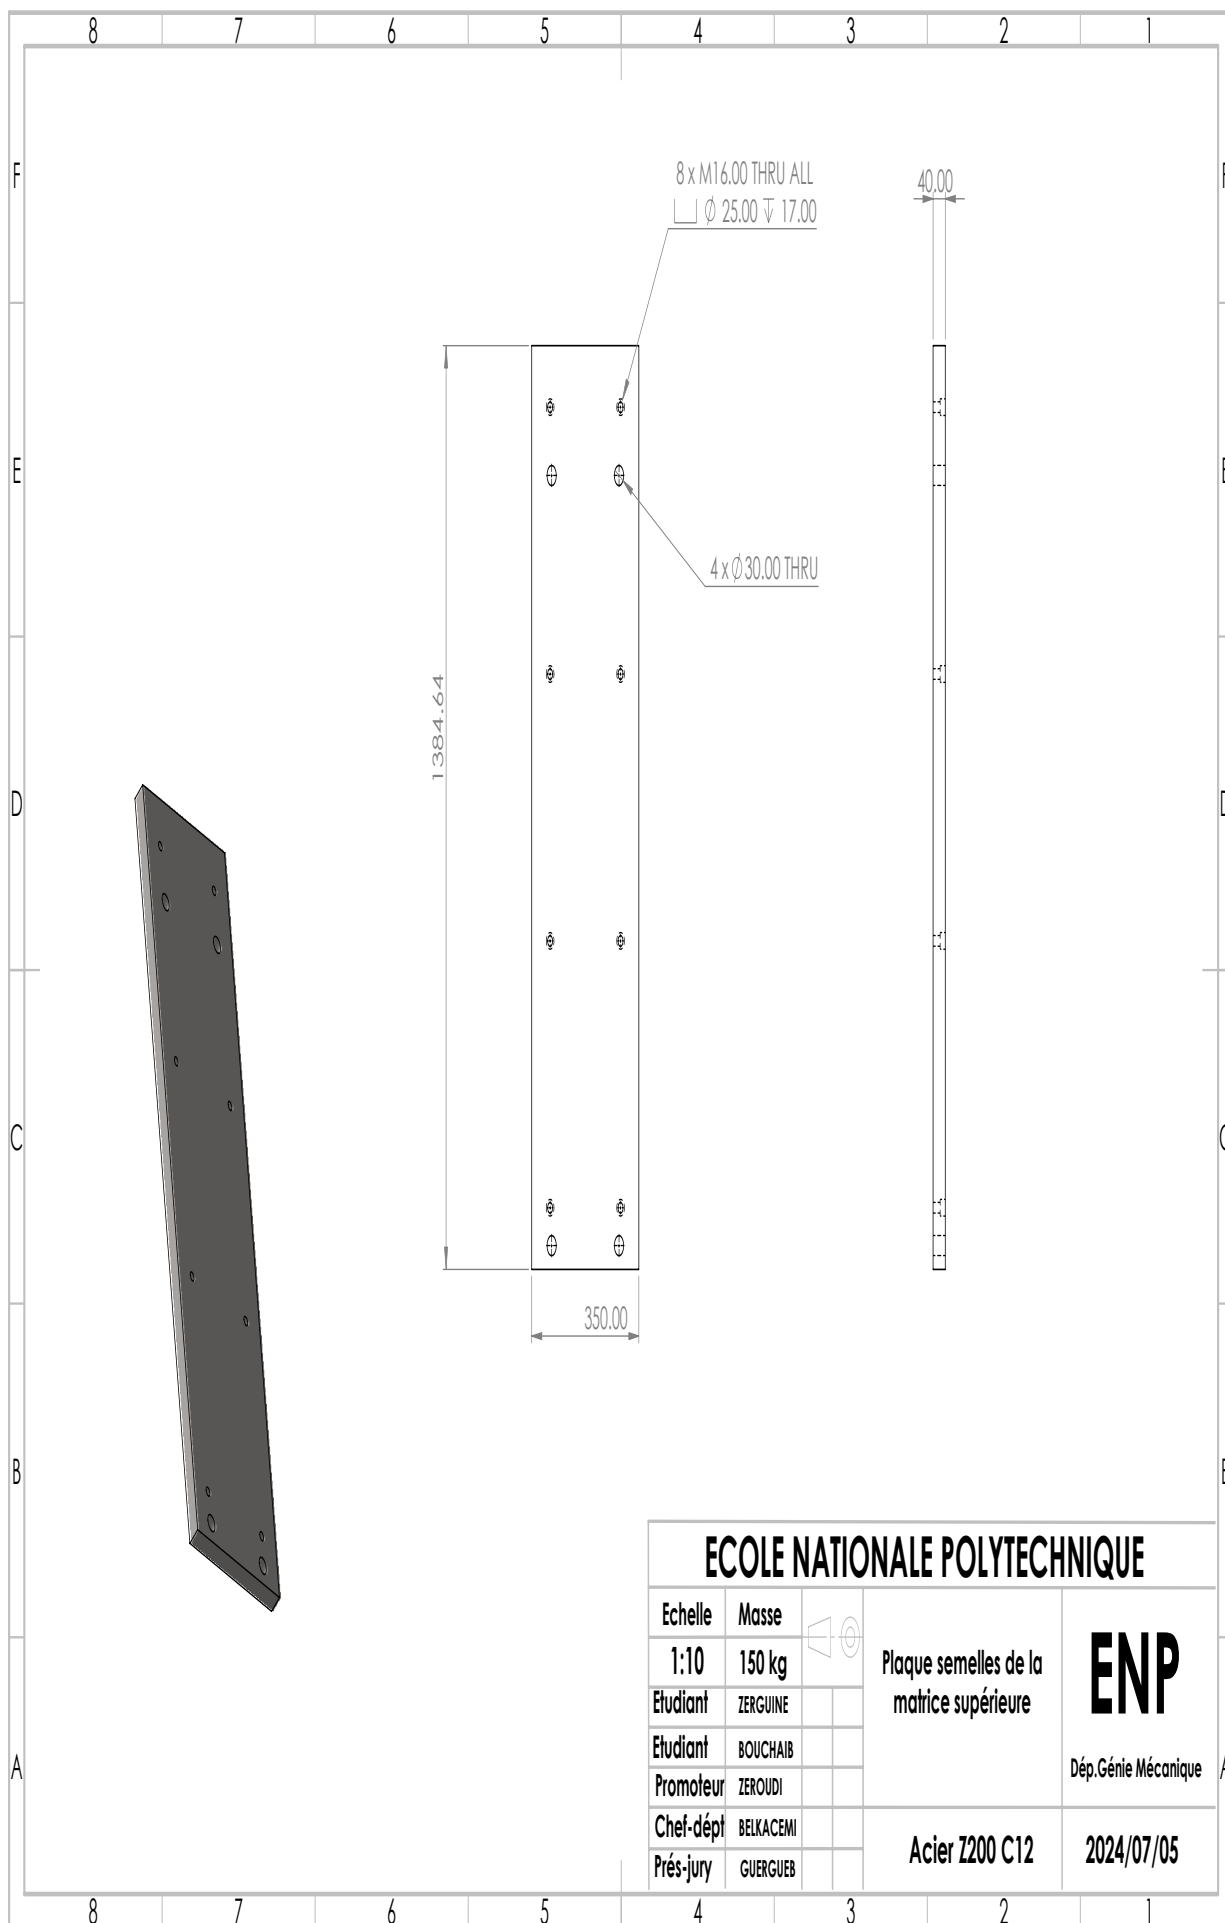 8 7 6 5 4 3 2 1
F
E
D
C
B
A
8 x M16.00 THRU ALL
⌴ ∅ 25.00 ↧ 17.00
40.00
4 x ∅ 30.00 THRU
1384.64
350.00
ECOLE NATIONALE POLYTECHNIQUE
Echelle Masse
1:10 150 kg
Etudiant ZERGUINE
Etudiant BOUCHAIB
Promoteur ZEROUDI
Chef-dépt BELKACEMI
Prés-jury GUERGUEB
Plaque semelles de la
matrice supérieure
Acier Z200 C12
ENP
Dép.Génie Mécanique
2024/07/05
F
E
D
C
B
A
8 7 6 5 4 3 2 1